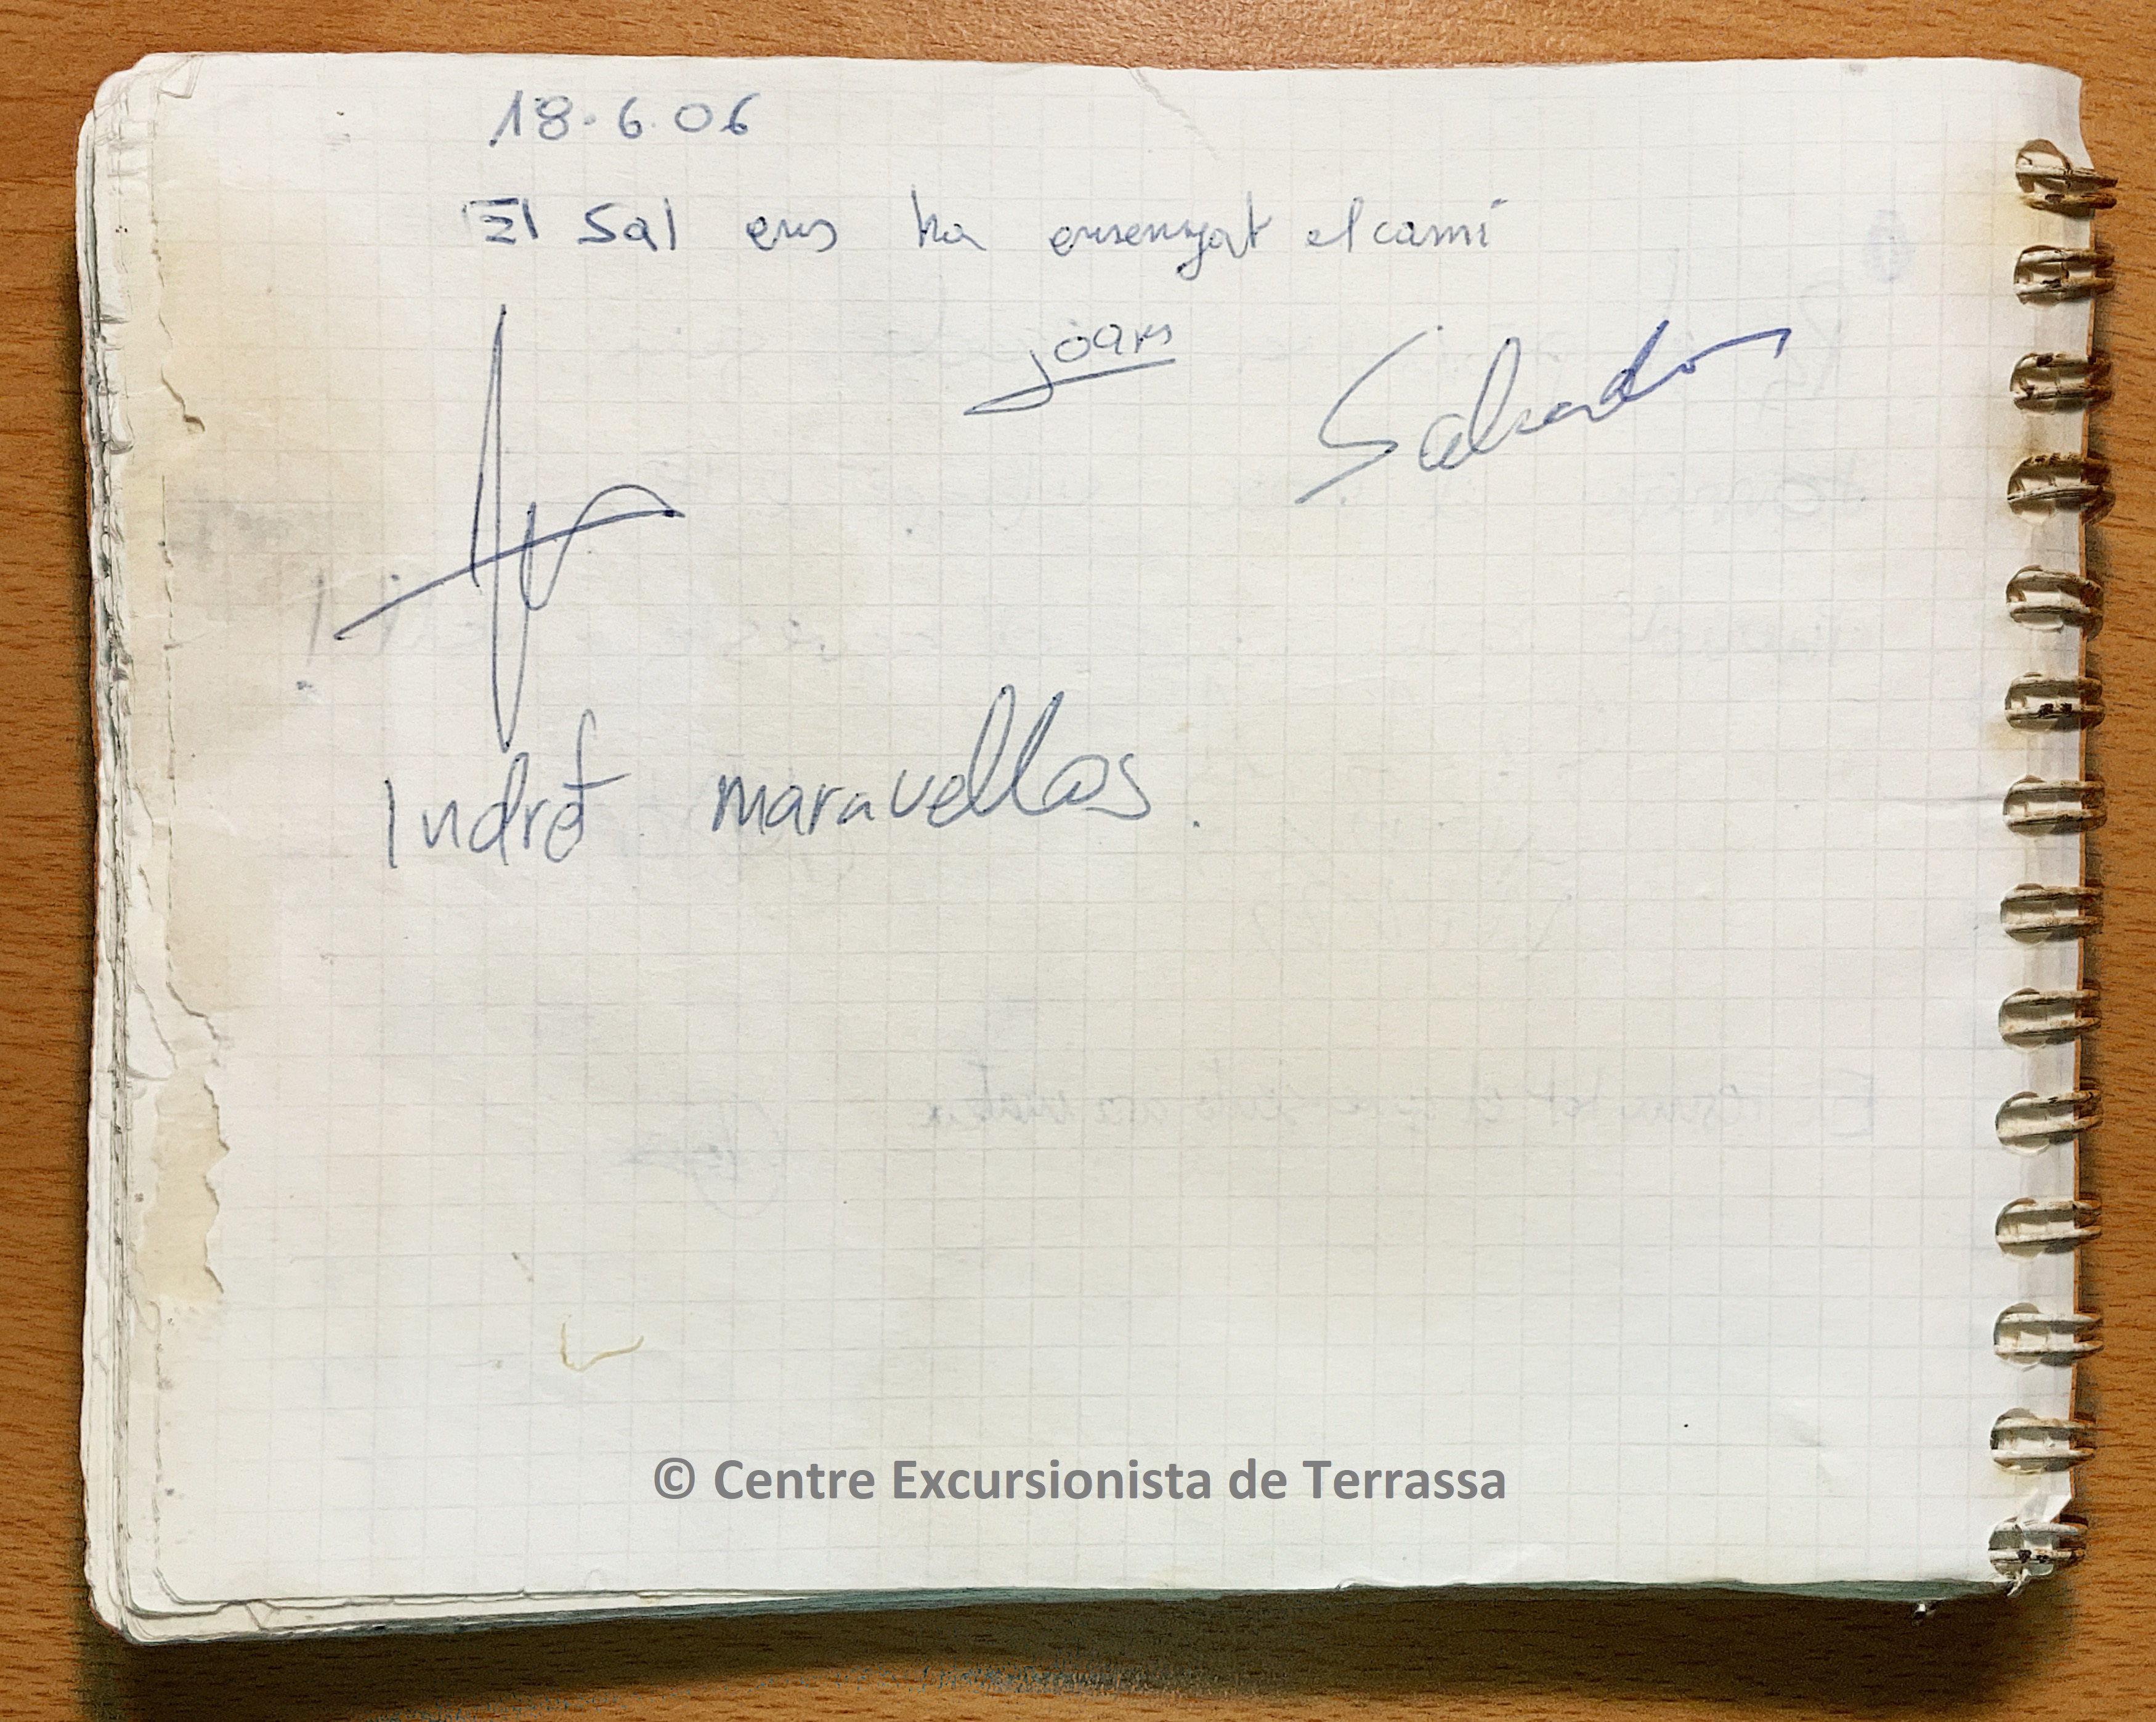 18.6.06
El Sal ens ha ensenyat el camí
Joan
Salvador
Indret maravellos.
© Centre Excursionista de Terrassa